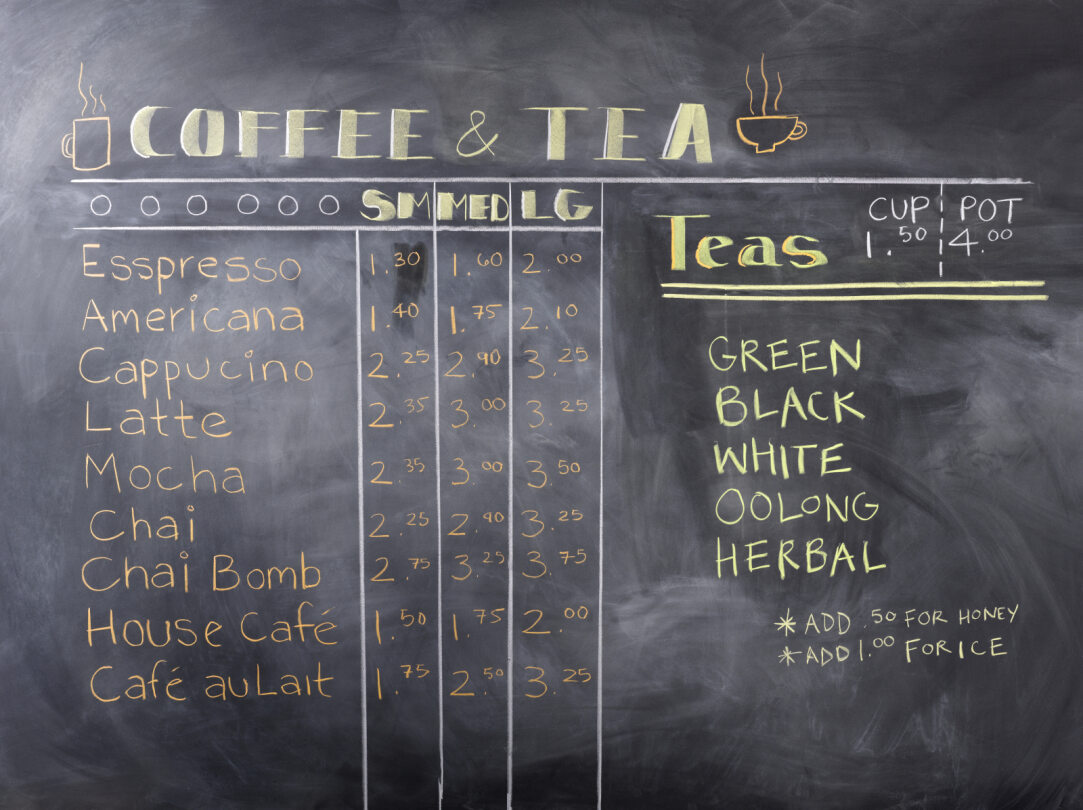 COFFEE & TEA
SM MED LG
Esspresso 1.30 1.60 2.00
Americana 1.40 1.75 2.10
Cappucino 2.25 2.90 3.25
Latte 2.35 3.00 3.25
Mocha 2.35 3.00 3.50
Chai 2.25 2.90 3.25
Chai Bomb 2.75 3.25 3.75
House Café 1.50 1.75 2.00
Café au Lait 1.75 2.50 3.25
Teas CUP POT
1.50 4.00
GREEN
BLACK
WHITE
OOLONG
HERBAL
* ADD .50 FOR HONEY
* ADD 1.00 FOR ICE